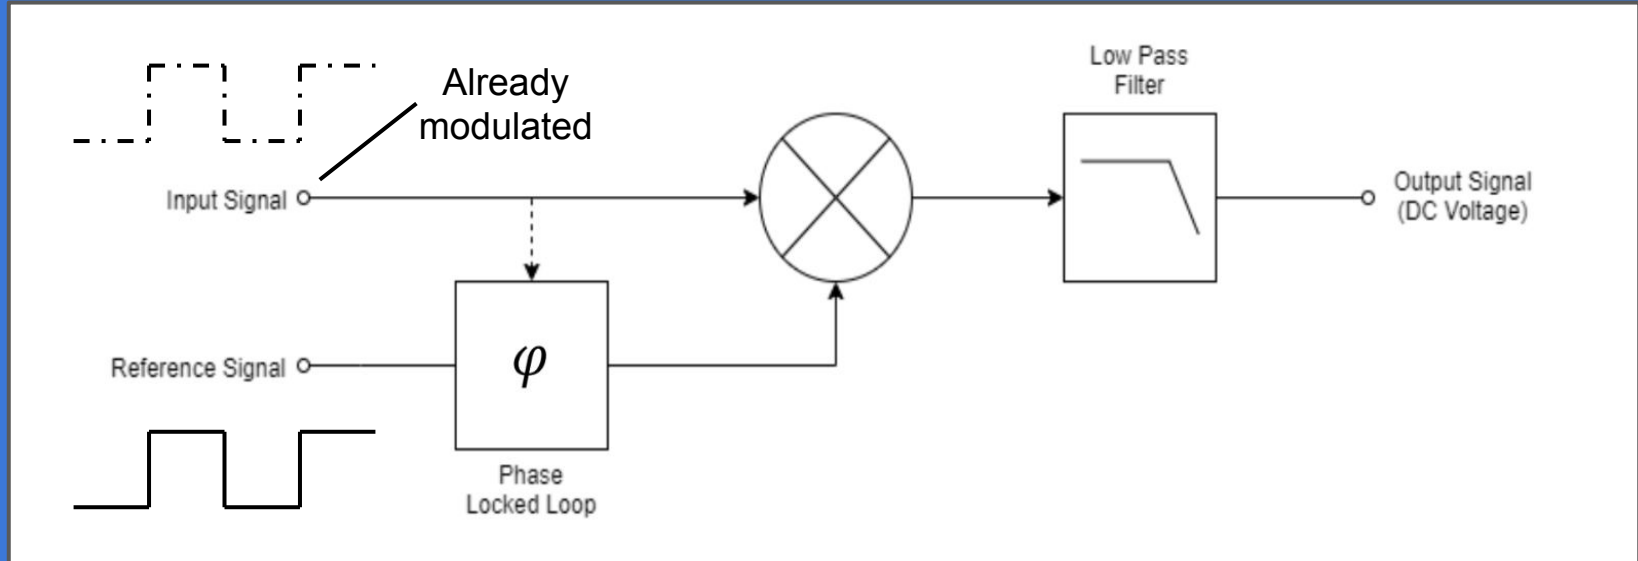 Already
modulated
Low Pass
Filter
Input Signal
Output Signal
(DC Voltage)
Reference Signal
φ
Phase
Locked Loop